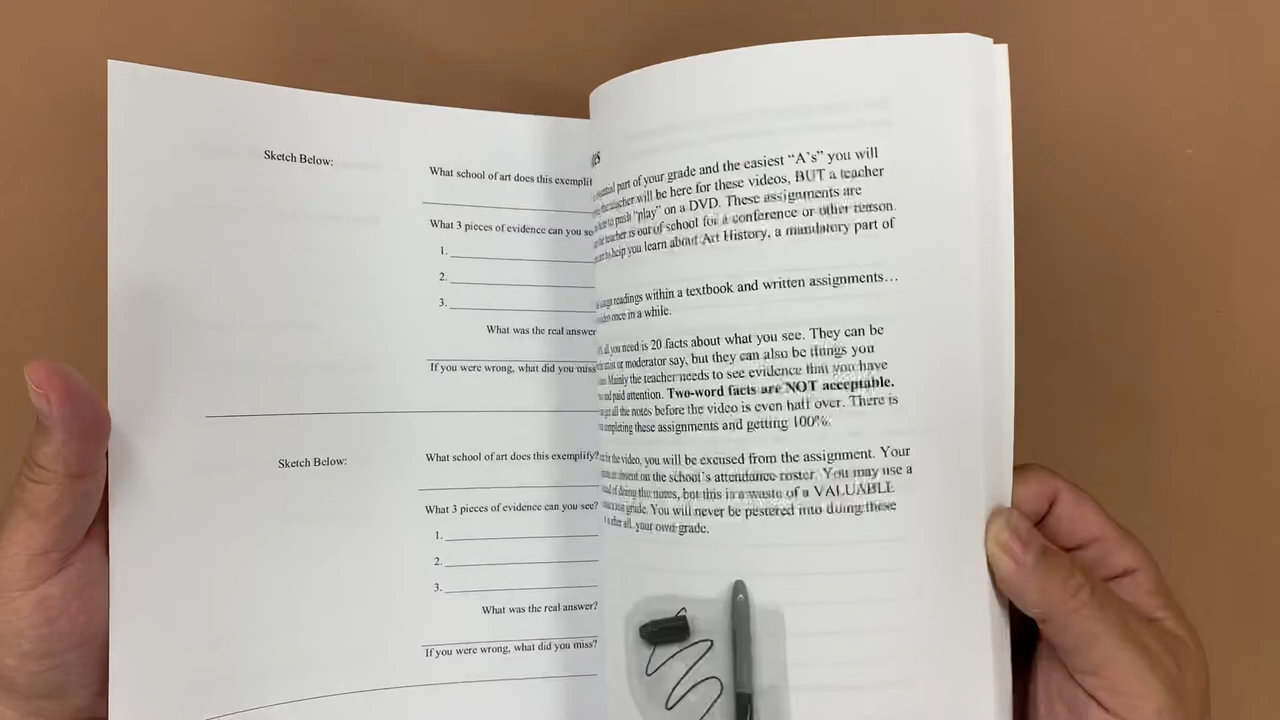 Sketch Below:
What school of art does this exemplif
What 3 pieces of evidence can you se
1.
2.
3.
What was the real answer
If you were wrong, what did you miss
Sketch Below:
What school of art does this exemplify?
What 3 pieces of evidence can you see?
1.
2.
3.
What was the real answer?
If you were wrong, what did you miss?
part of your grade and the easiest “A’s” you will
teacher will be here for these videos, BUT a teacher
to push “play” on a DVD. These assignments are
teacher is out of school for a conference or other reason.
to help you learn about Art History, a mandatory part of
readings within a textbook and written assignments…
once in a while.
all you need is 20 facts about what you see. They can be
or moderator say, but they can also be things you
Mainly the teacher needs to see evidence that you have
and paid attention. Two-word facts are NOT acceptable.
get all the notes before the video is even half over. There is
completing these assignments and getting 100%.
for the video, you will be excused from the assignment. Your
absent on the school’s attendance roster. You may use a
of doing the notes, but this is a waste of a VALUABLE
grade. You will never be pestered into doing these
after all, your own grade.